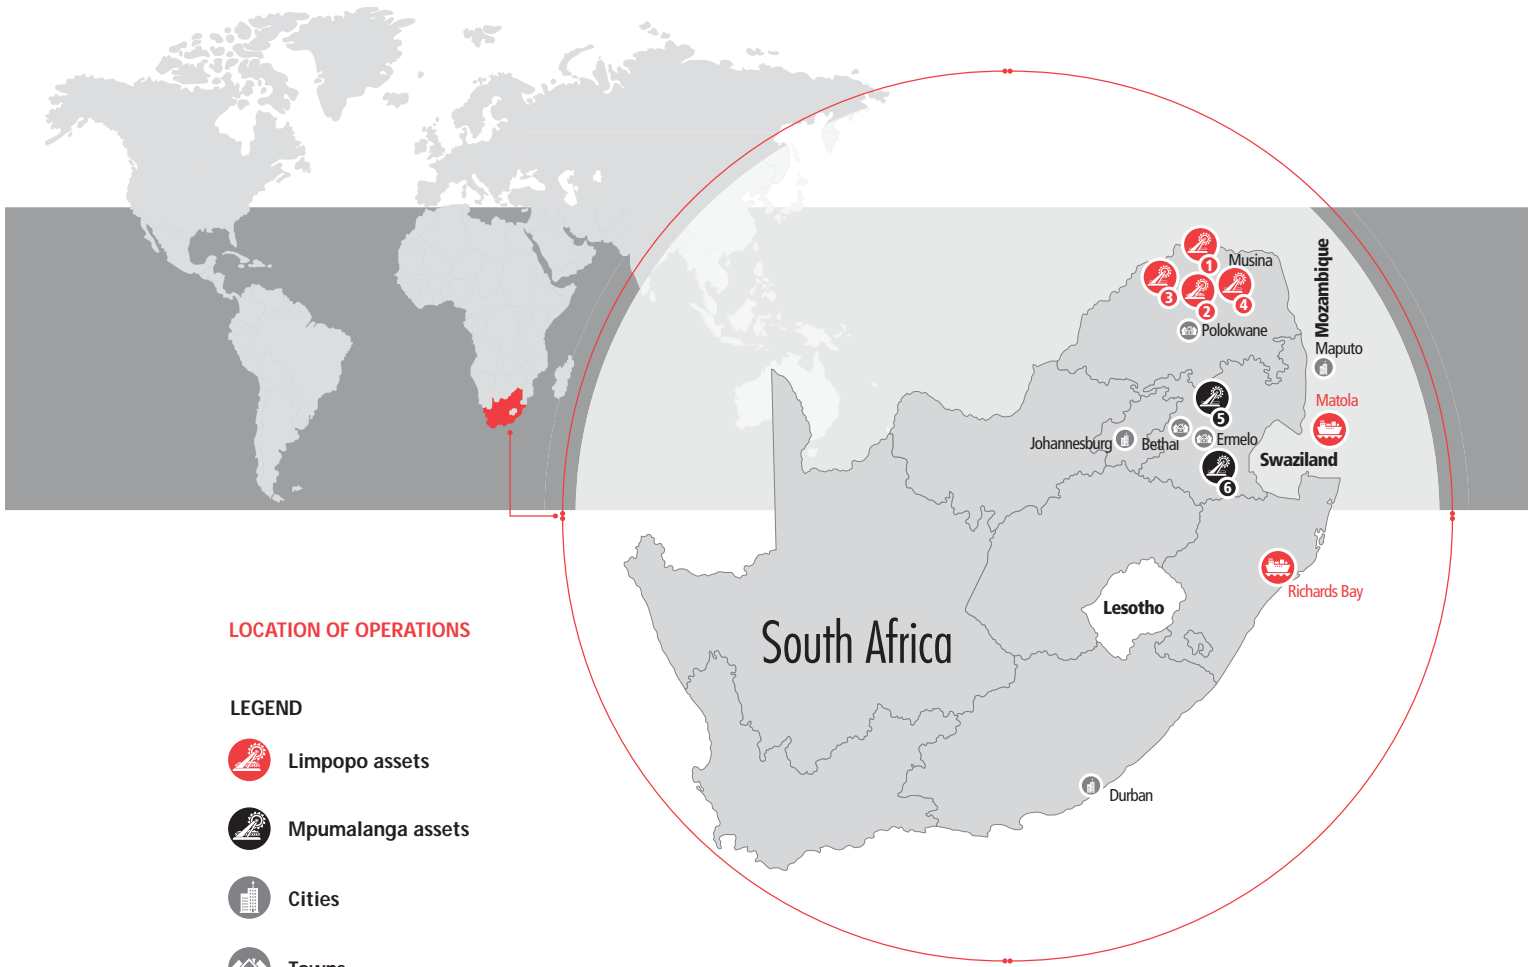 1
Musina
3
2
4
Mozambique
Polokwane
Maputo
5
Matola
Johannesburg
Bethal
Ermelo
Swaziland
6
Richards Bay
Lesotho
South Africa
LOCATION OF OPERATIONS
LEGEND
Limpopo assets
Mpumalanga assets
Durban
Cities
Towns